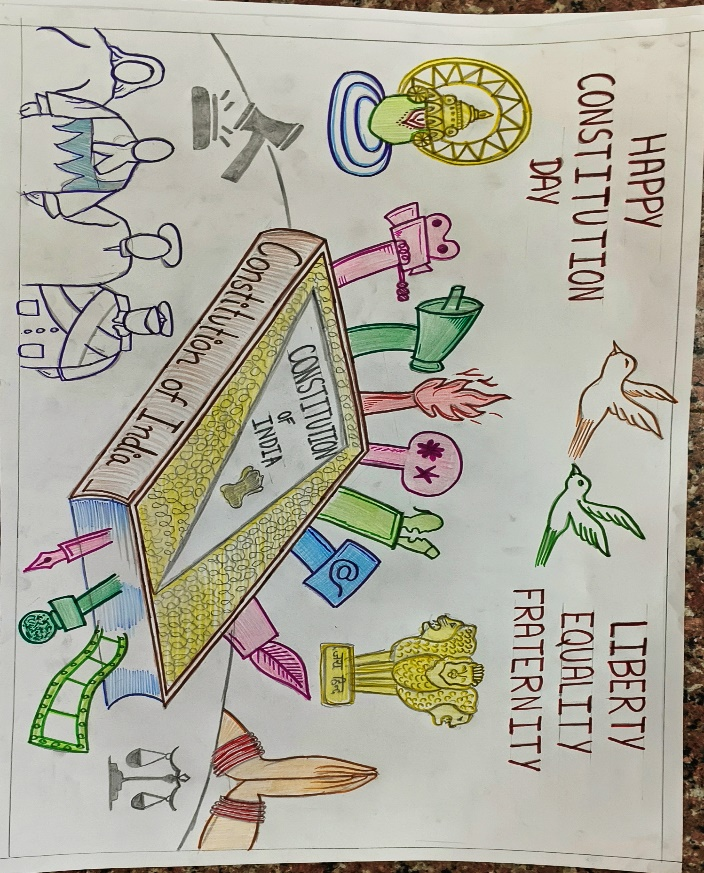 HAPPY
CONSTITUTION
DAY
LIBERTY
EQUALITY
FRATERNITY
@
CONSTITUTION
OF
INDIA
Constitution of India